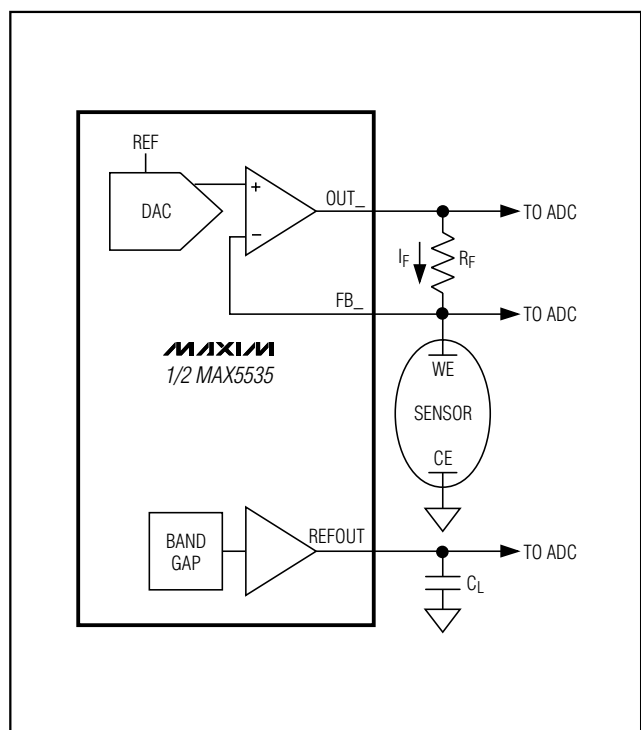 REF
DAC
+
−
OUT_
TO ADC
I_F
R_F
FB_
TO ADC
MAXIM
1/2 MAX5535
WE
SENSOR
CE
BAND
GAP
REFOUT
TO ADC
C_L